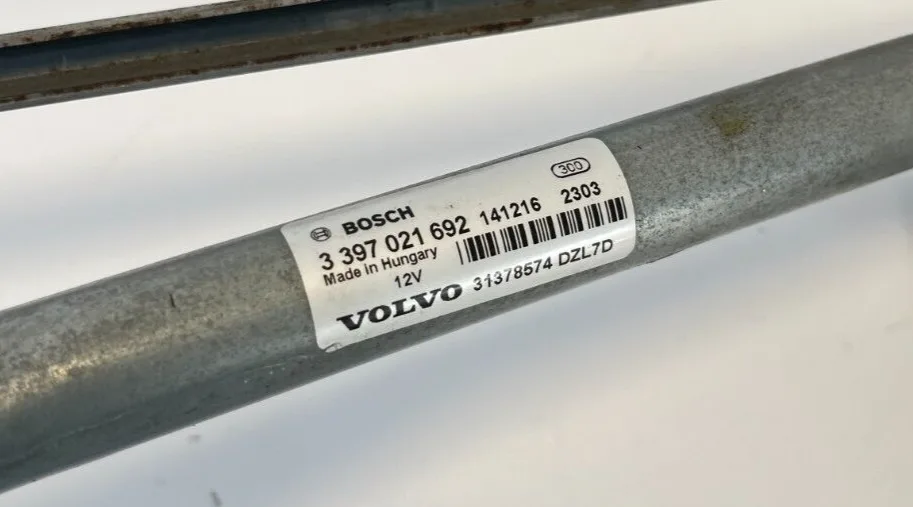 300
BOSCH
3 397 021 692 141216 2303
Made in Hungary
12V
VOLVO 31378574 DZL7D